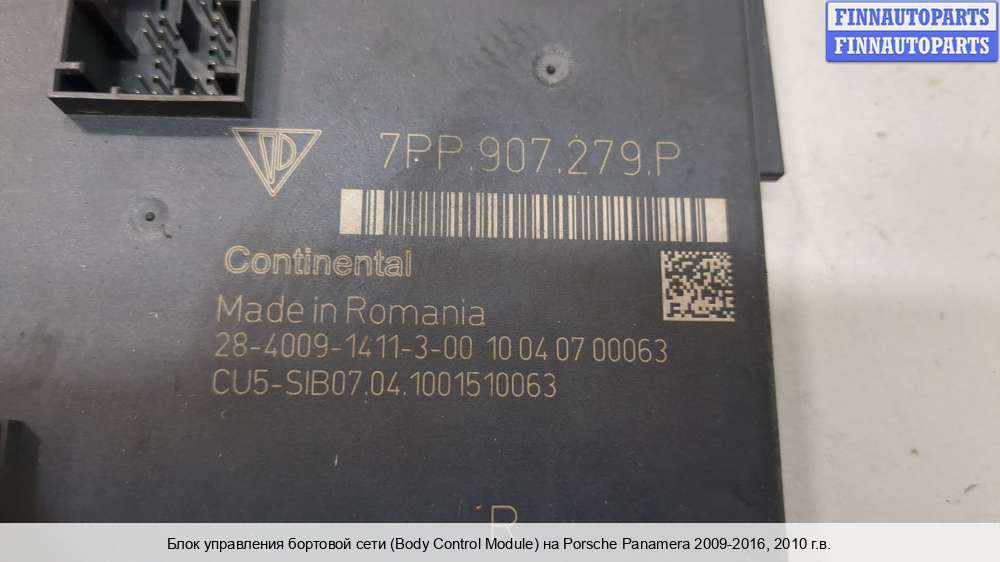 FINNAUTOPARTS
FINNAUTOPARTS
7PP.907.279.P
Continental
Made in Romania
28-4009-1411-3-00 10 04 07 00063
CU5-SIB07.04.1001510063
R
Блок управления бортовой сети (Body Control Module) на Porsche Panamera 2009-2016, 2010 г.в.